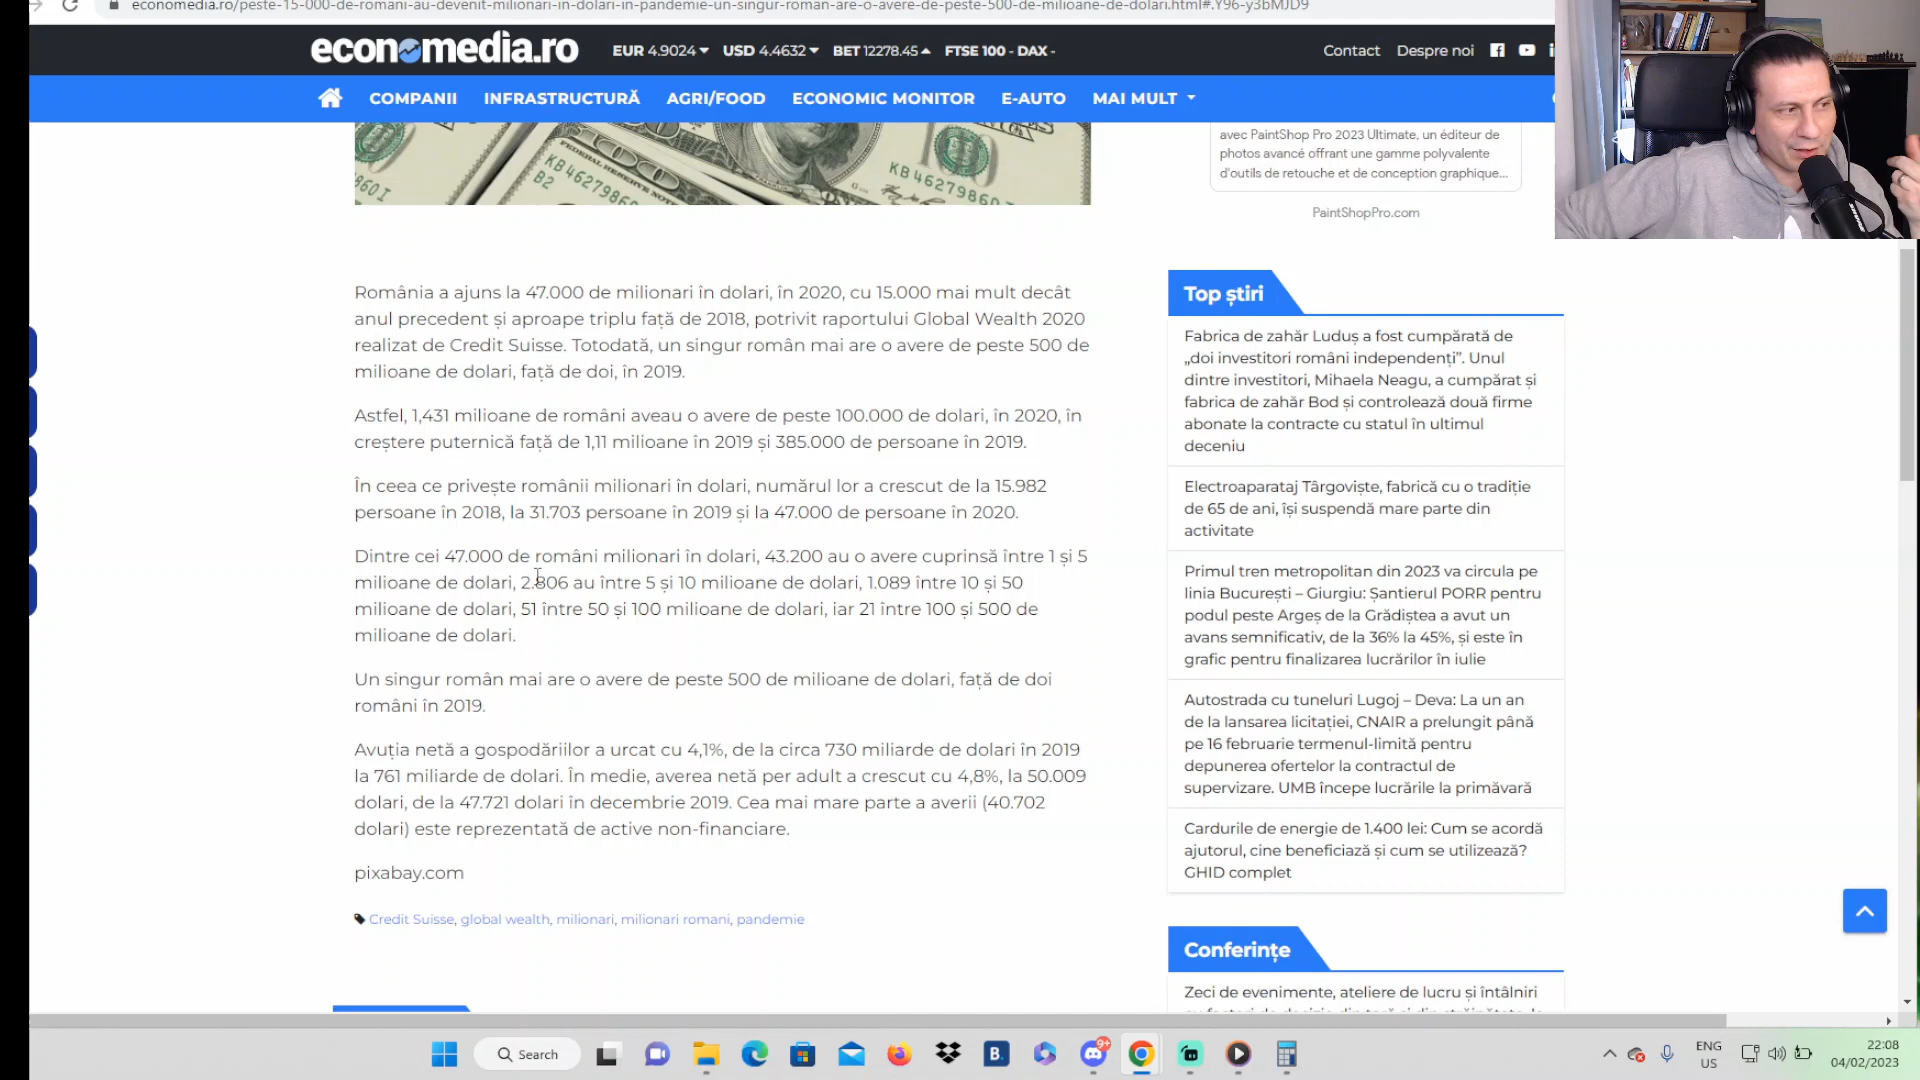 economedia.ro/peste-15-000-de-romani-au-devenit-milionari-in-dolari-in-pandemie-un-singur-roman-are-o-avere-de-peste-500-de-milioane-de-dolari.html#.Y96-y3bMJD9
economedia.ro
EUR 4.9024 USD 4.4632 BET 12278.45 FTSE 100 - DAX -
Contact Despre noi
COMPANII INFRASTRUCTURĂ AGRI/FOOD ECONOMIC MONITOR E-AUTO MAI MULT
KB46279860
B2
KB46279860
avec PaintShop Pro 2023 Ultimate, un éditeur de
photos avancé offrant une gamme polyvalente
d'outils de retouche et de conception graphique...
PaintShopPro.com
România a ajuns la 47.000 de milionari în dolari, în 2020, cu 15.000 mai mult decât
anul precedent și aproape triplu față de 2018, potrivit raportului Global Wealth 2020
realizat de Credit Suisse. Totodată, un singur român mai are o avere de peste 500 de
milioane de dolari, față de doi, în 2019.
Astfel, 1,431 milioane de români aveau o avere de peste 100.000 de dolari, în 2020, în
creștere puternică față de 1,11 milioane în 2019 și 385.000 de persoane în 2019.
În ceea ce privește românii milionari în dolari, numărul lor a crescut de la 15.982
persoane în 2018, la 31.703 persoane în 2019 și la 47.000 de persoane în 2020.
Dintre cei 47.000 de români milionari în dolari, 43.200 au o avere cuprinsă între 1 și 5
milioane de dolari, 2.806 au între 5 și 10 milioane de dolari, 1.089 între 10 și 50
milioane de dolari, 51 între 50 și 100 milioane de dolari, iar 21 între 100 și 500 de
milioane de dolari.
Un singur român mai are o avere de peste 500 de milioane de dolari, față de doi
români în 2019.
Avuția netă a gospodăriilor a urcat cu 4,1%, de la circa 730 miliarde de dolari în 2019
la 761 miliarde de dolari. În medie, averea netă per adult a crescut cu 4,8%, la 50.009
dolari, de la 47.721 dolari în decembrie 2019. Cea mai mare parte a averii (40.702
dolari) este reprezentată de active non-financiare.
pixabay.com
Credit Suisse, global wealth, milionari, milionari romani, pandemie
Top știri
Fabrica de zahăr Luduș a fost cumpărată de
„doi investitori români independenți”. Unul
dintre investitori, Mihaela Neagu, a cumpărat și
fabrica de zahăr Bod și controlează două firme
abonate la contracte cu statul în ultimul
deceniu
Electroaparataj Târgoviște, fabrică cu o tradiție
de 65 de ani, își suspendă mare parte din
activitate
Primul tren metropolitan din 2023 va circula pe
linia București – Giurgiu: Șantierul PORR pentru
podul peste Argeș de la Grădiștea a avut un
avans semnificativ, de la 36% la 45%, și este în
grafic pentru finalizarea lucrărilor în iulie
Autostrada cu tuneluri Lugoj – Deva: La un an
de la lansarea licitației, CNAIR a prelungit până
pe 16 februarie termenul-limită pentru
depunerea ofertelor la contractul de
supervizare. UMB începe lucrările la primăvară
Cardurile de energie de 1.400 lei: Cum se acordă
ajutorul, cine beneficiază și cum se utilizează?
GHID complet
Conferințe
Zeci de evenimente, ateliere de lucru și întâlniri
Search
B.
9+
ENG
US
22:08
04/02/2023